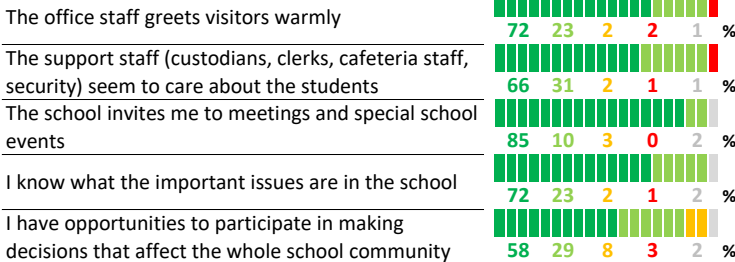 The office staff greets visitors warmly
72 23 2 2 1 %
The support staff (custodians, clerks, cafeteria staff,
security) seem to care about the students
66 31 2 1 1 %
The school invites me to meetings and special school
events
85 10 3 0 2 %
I know what the important issues are in the school
72 23 2 1 2 %
I have opportunities to participate in making
decisions that affect the whole school community
58 29 8 3 2 %